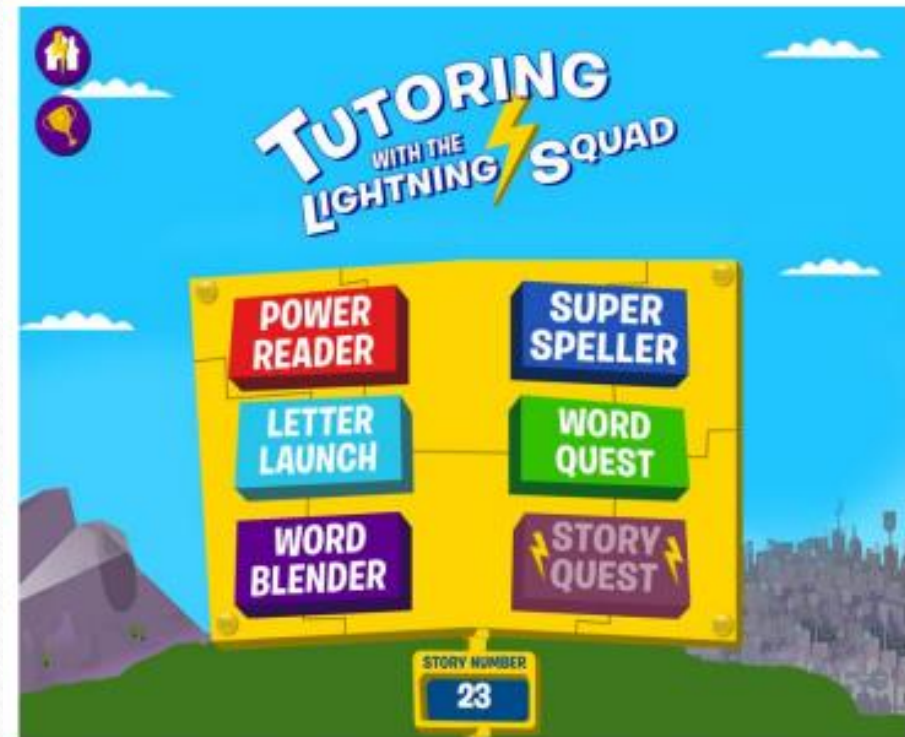 TUTORING
WITH THE
LIGHTNING SQUAD
POWER
READER
SUPER
SPELLER
LETTER
LAUNCH
WORD
QUEST
WORD
BLENDER
STORY
QUEST
STORY NUMBER
23